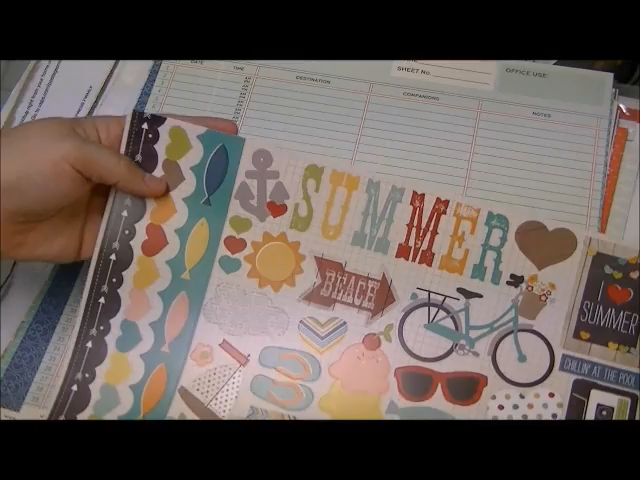 DATE
TIME
DESTINATION
COMPANIONS
NOTES
SHEET No.
OFFICE USE
SUMMER
BEACH
I
SUMMER
CHILLIN' AT THE POOL